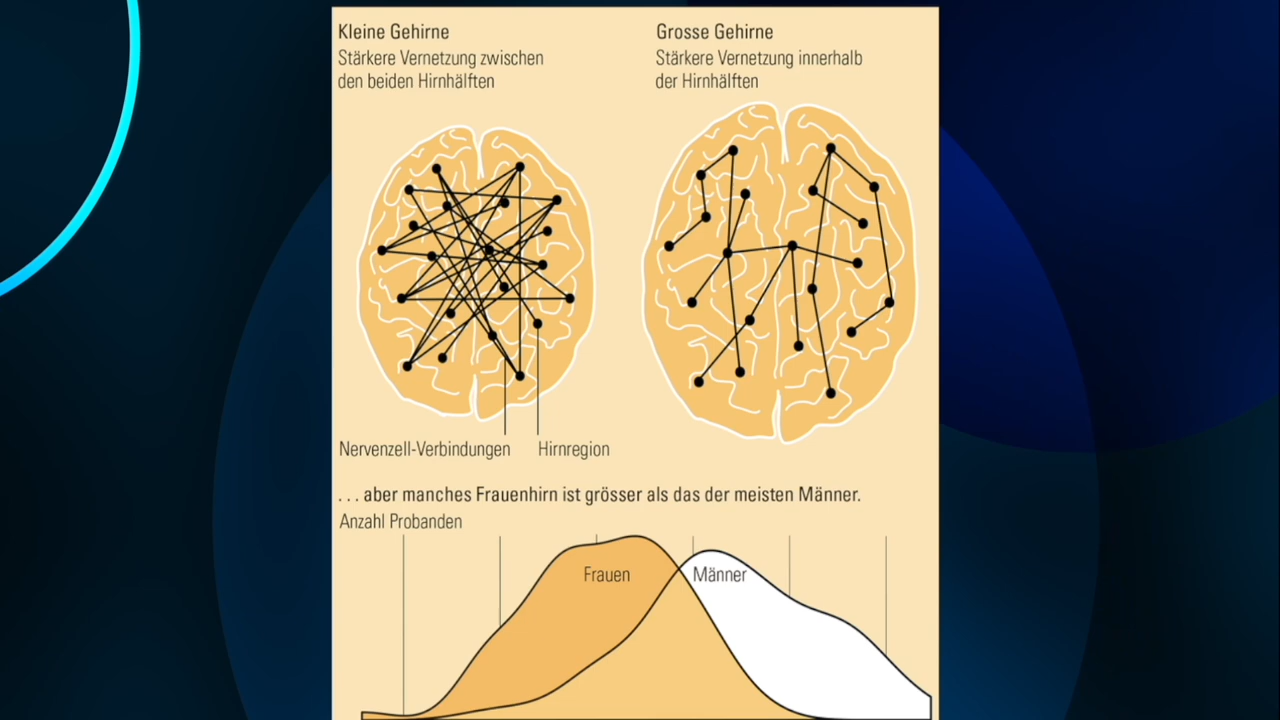 Kleine Gehirne
Stärkere Vernetzung zwischen
den beiden Hirnhälften
Grosse Gehirne
Stärkere Vernetzung innerhalb
der Hirnhälften
Nervenzell-Verbindungen
Hirnregion
. . . aber manches Frauenhirn ist grösser als das der meisten Männer.
Anzahl Probanden
Frauen
Männer